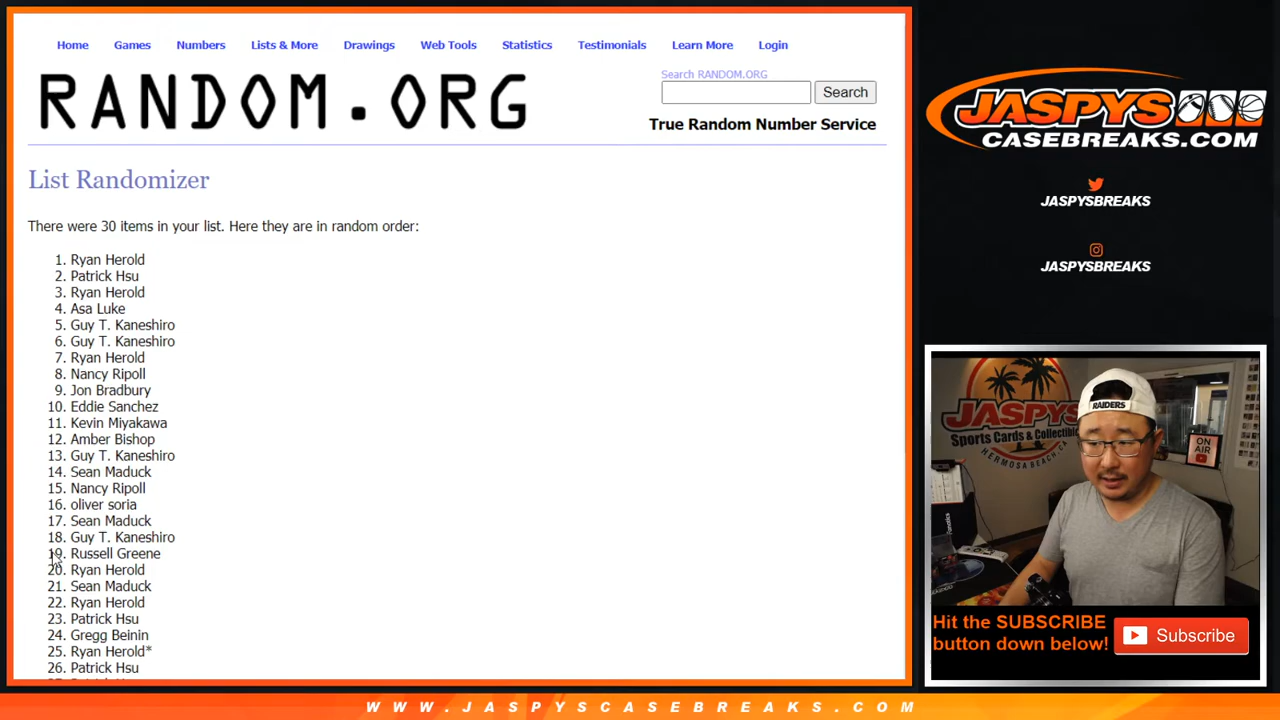 Home Games Numbers Lists & More Drawings Web Tools Statistics Testimonials Learn More Login
RANDOM.ORG
Search RANDOM.ORG
Search
True Random Number Service
List Randomizer
There were 30 items in your list. Here they are in random order:
1. Ryan Herold
2. Patrick Hsu
3. Ryan Herold
4. Asa Luke
5. Guy T. Kaneshiro
6. Guy T. Kaneshiro
7. Ryan Herold
8. Nancy Ripoll
9. Jon Bradbury
10. Eddie Sanchez
11. Kevin Miyakawa
12. Amber Bishop
13. Guy T. Kaneshiro
14. Sean Maduck
15. Nancy Ripoll
16. oliver soria
17. Sean Maduck
18. Guy T. Kaneshiro
19. Russell Greene
20. Ryan Herold
21. Sean Maduck
22. Ryan Herold
23. Patrick Hsu
24. Gregg Beinin
25. Ryan Herold*
26. Patrick Hsu
JASPYS
CASEBREAKS.COM
JASPYSBREAKS
JASPYSBREAKS
JASPYS
Sports Cards & Collectibles
HERMOSA BEACH, CA
RAIDERS
ON AIR
Hit the SUBSCRIBE
button down below!
Subscribe
WWW.JASPYSCASEBREAKS.COM